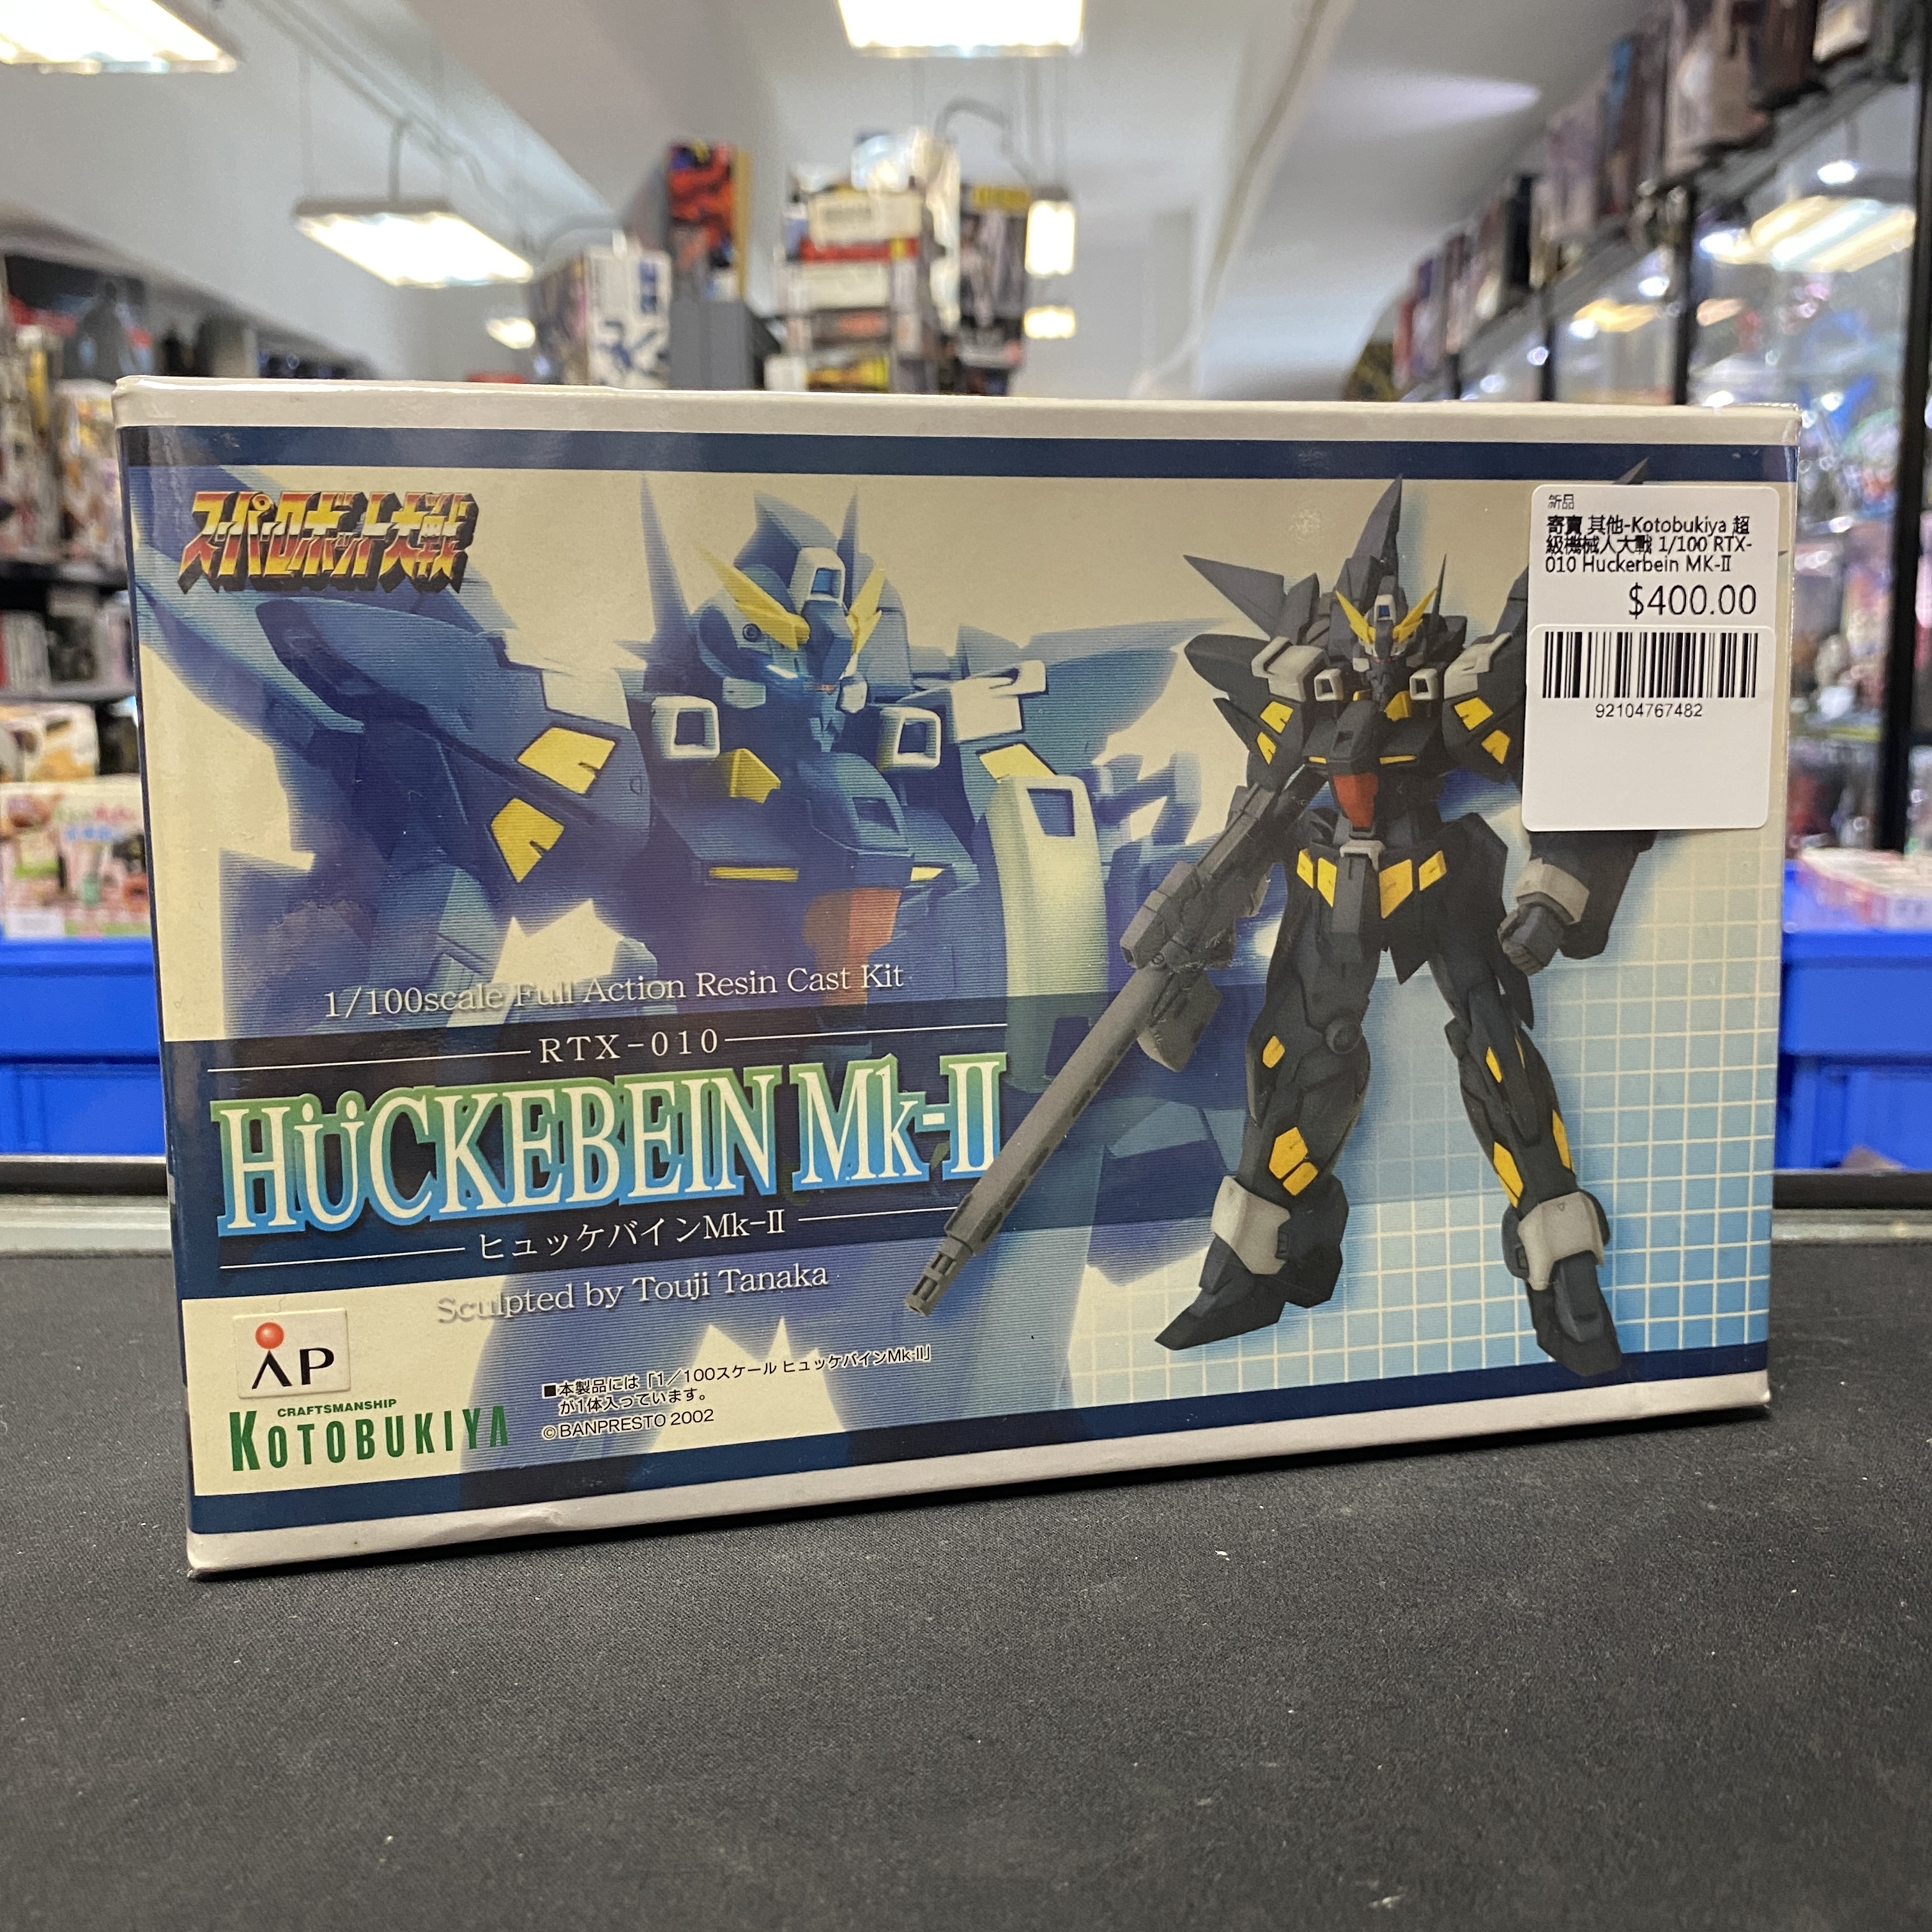 スーパーロボット大戦
新品
寄賣 其他-Kotobukiya 超
級機械人大戰 1/100 RTX-
010 Huckerbein MK-II
$400.00
92104767482
1/100scale Full Action Resin Cast Kit
RTX-010
HÜCKEBEIN Mk-II
ヒュッケバインMk-II
Sculpted by Touji Tanaka
AP
CRAFTSMANSHIP
KOTOBUKIYA
■本製品には「1/100スケール ヒュッケバインMk-II」
が1体入っています。
©BANPRESTO 2002